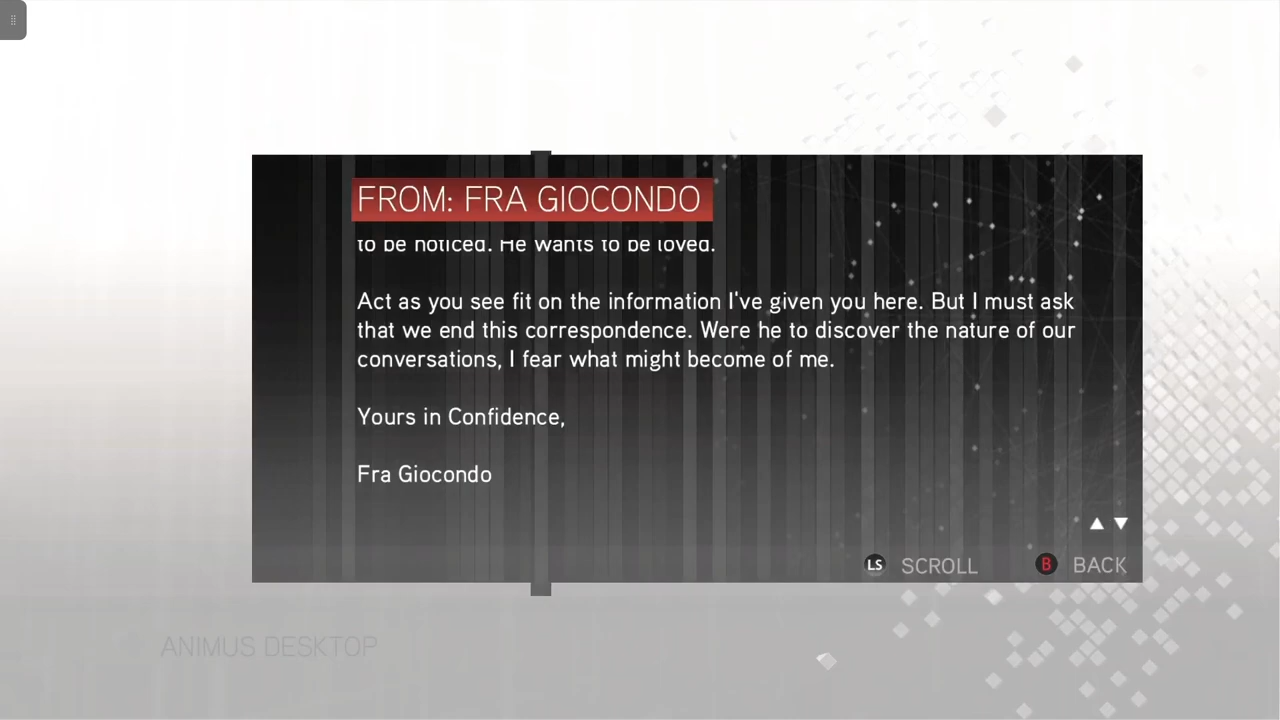 FROM: FRA GIOCONDO
to be noticed. He wants to be loved.
Act as you see fit on the information I've given you here. But I must ask
that we end this correspondence. Were he to discover the nature of our
conversations, I fear what might become of me.
Yours in Confidence,
Fra Giocondo
LS SCROLL B BACK
ANIMUS DESKTOP